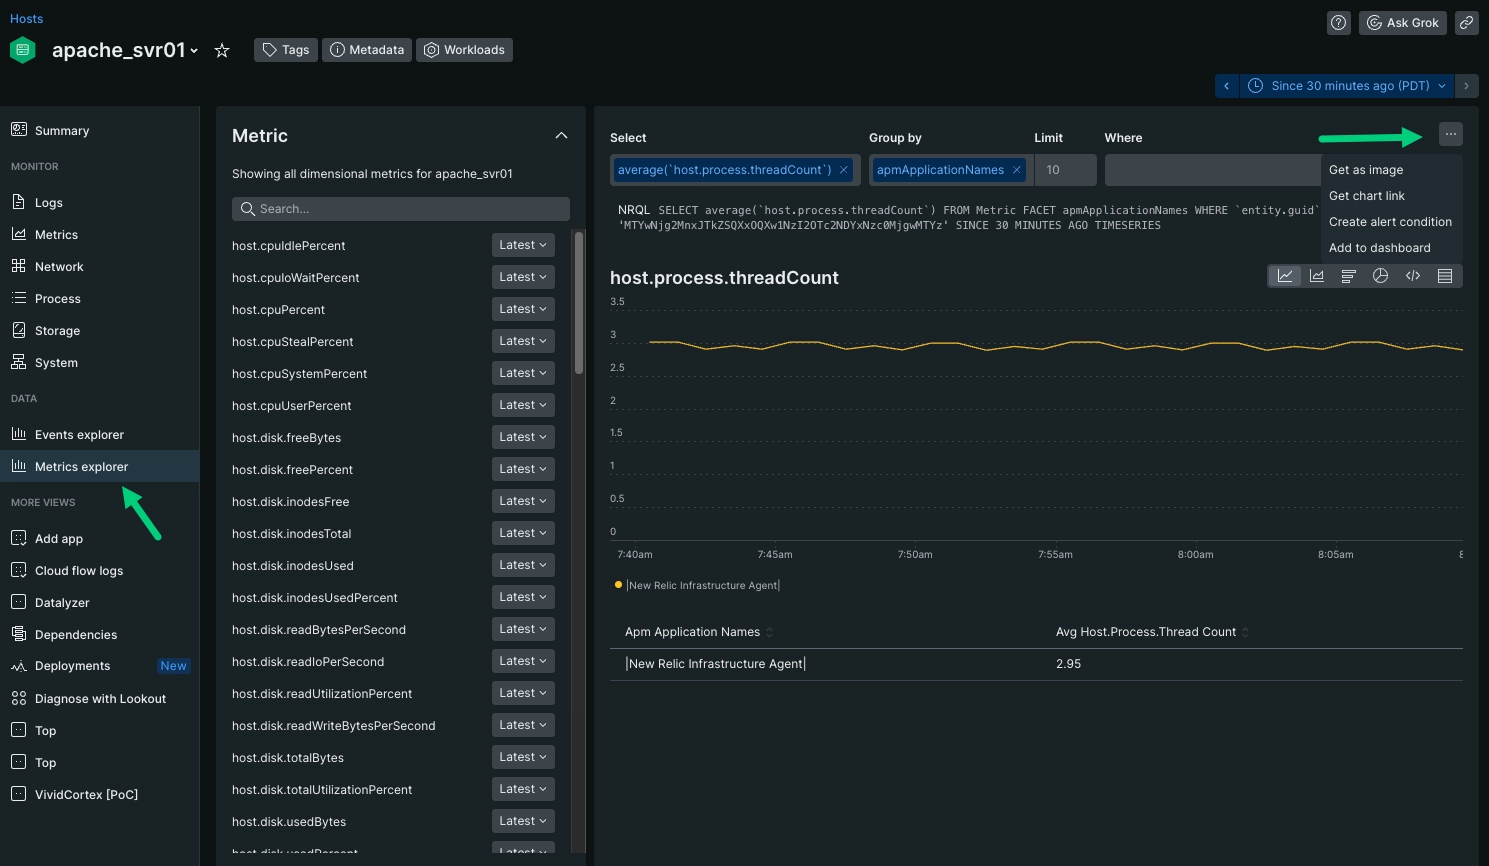 Hosts
apache_svr01
Tags
Metadata
Workloads
Ask Grok
Since 30 minutes ago (PDT)
Summary
MONITOR
Logs
Metrics
Network
Process
Storage
System
DATA
Events explorer
Metrics explorer
MORE VIEWS
Add app
Cloud flow logs
Datalyzer
Dependencies
Deployments New
Diagnose with Lookout
Top
Top
VividCortex [PoC]
Metric
Showing all dimensional metrics for apache_svr01
Search...
host.cpuIdlePercent Latest
host.cpuIoWaitPercent Latest
host.cpuPercent Latest
host.cpuStealPercent Latest
host.cpuSystemPercent Latest
host.cpuUserPercent Latest
host.disk.freeBytes Latest
host.disk.freePercent Latest
host.disk.inodesFree Latest
host.disk.inodesTotal Latest
host.disk.inodesUsed Latest
host.disk.inodesUsedPercent Latest
host.disk.readBytesPerSecond Latest
host.disk.readIoPerSecond Latest
host.disk.readUtilizationPercent Latest
host.disk.readWriteBytesPerSecond Latest
host.disk.totalBytes Latest
host.disk.totalUtilizationPercent Latest
host.disk.usedBytes Latest
host.disk.usedPercent Latest
Select Group by Limit Where
average(`host.process.threadCount`) × apmApplicationNames × 10
Get as image
Get chart link
Create alert condition
Add to dashboard
NRQL SELECT average(`host.process.threadCount`) FROM Metric FACET apmApplicationNames WHERE `entity.guid`
'MTYwNjg2MnxJTkZSQXxOQXw1NzI2OTc2NDYxNzc0MjgwMTYz' SINCE 30 MINUTES AGO TIMESERIES
host.process.threadCount
3.5
3
2.5
2
1.5
1
0.5
0
7:40am 7:45am 7:50am 7:55am 8:00am 8:05am 8
|New Relic Infrastructure Agent|
Apm Application Names Avg Host.Process.Thread Count
|New Relic Infrastructure Agent| 2.95